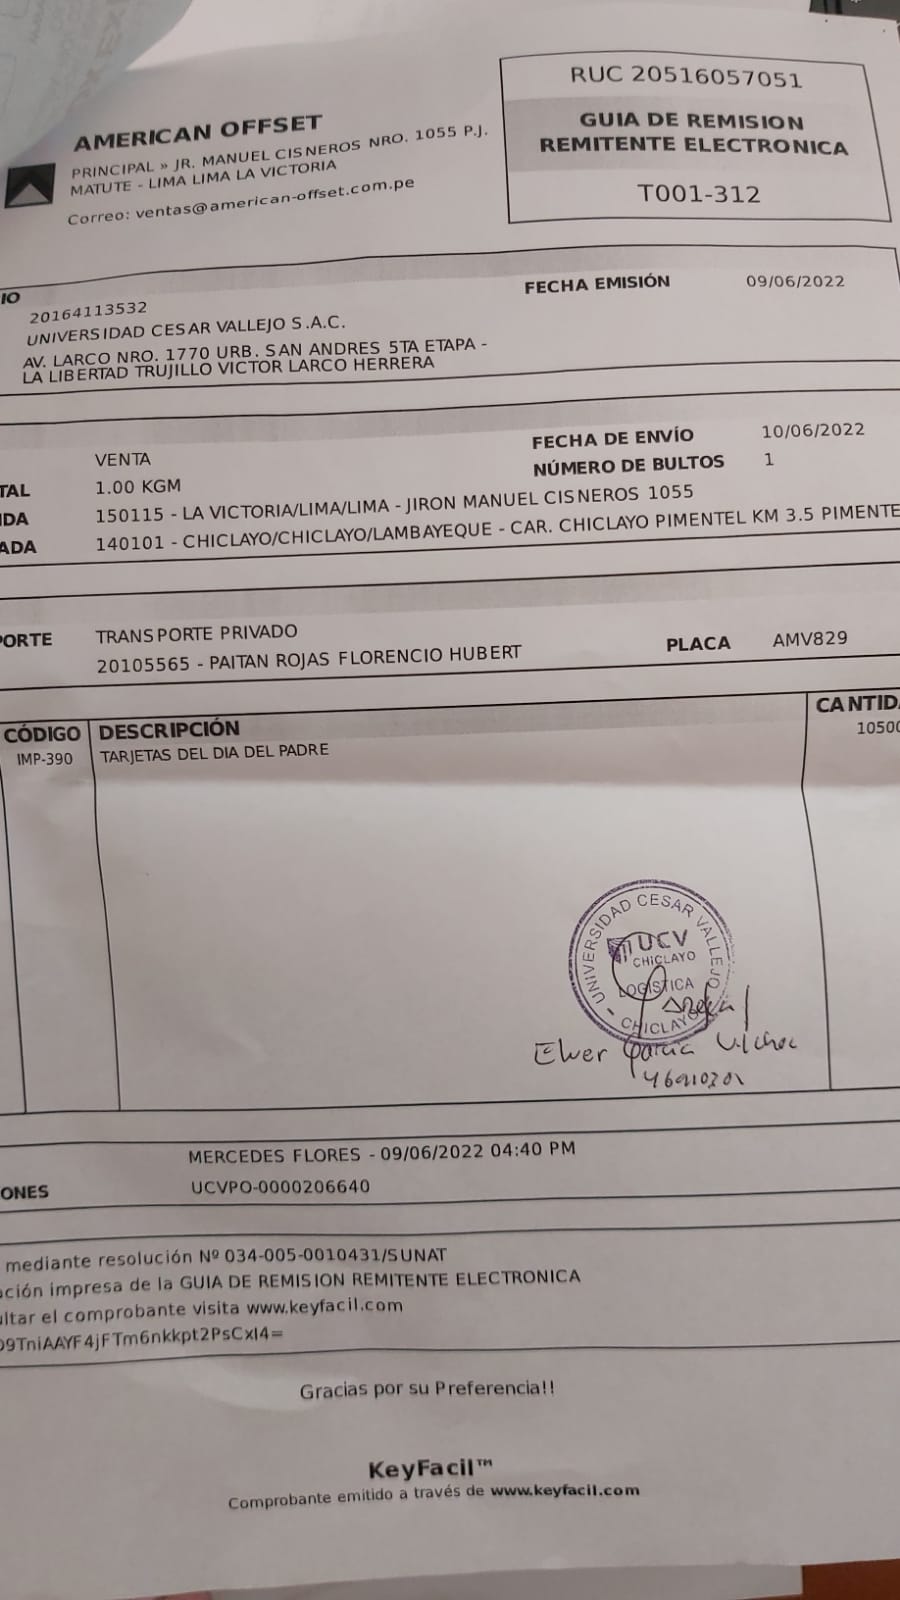 AMERICAN OFFSET
PRINCIPAL » JR. MANUEL CISNEROS NRO. 1055 P.J.
MATUTE - LIMA LIMA LA VICTORIA
Correo: ventas@american-offset.com.pe
RUC 20516057051
GUIA DE REMISION
REMITENTE ELECTRONICA
T001-312
IO
20164113532
UNIVERSIDAD CESAR VALLEJO S.A.C.
AV. LARCO NRO. 1770 URB. SAN ANDRES 5TA ETAPA -
LA LIBERTAD TRUJILLO VICTOR LARCO HERRERA
FECHA EMISIÓN 09/06/2022
VENTA
FECHA DE ENVÍO 10/06/2022
TAL 1.00 KGM
NÚMERO DE BULTOS 1
IDA 150115 - LA VICTORIA/LIMA/LIMA - JIRON MANUEL CISNEROS 1055
ADA 140101 - CHICLAYO/CHICLAYO/LAMBAYEQUE - CAR. CHICLAYO PIMENTEL KM 3.5 PIMENTE
PORTE TRANSPORTE PRIVADO
20105565 - PAITAN ROJAS FLORENCIO HUBERT
PLACA AMV829
CÓDIGO DESCRIPCIÓN CANTIDA
IMP-390 TARJETAS DEL DIA DEL PADRE 10500
UNIVERSIDAD CESAR VALLEJO
UCV
CHICLAYO
LOGISTICA
CHICLAYO
Elver García Vilchez
MERCEDES FLORES - 09/06/2022 04:40 PM
ONES UCVPO-0000206640
mediante resolución Nº 034-005-0010431/SUNAT
ación impresa de la GUIA DE REMISION REMITENTE ELECTRONICA
ultar el comprobante visita www.keyfacil.com
9TniAAYF4jFTm6nkkpt2PsCxI4=
Gracias por su Preferencia!!
KeyFacil™
Comprobante emitido a través de www.keyfacil.com